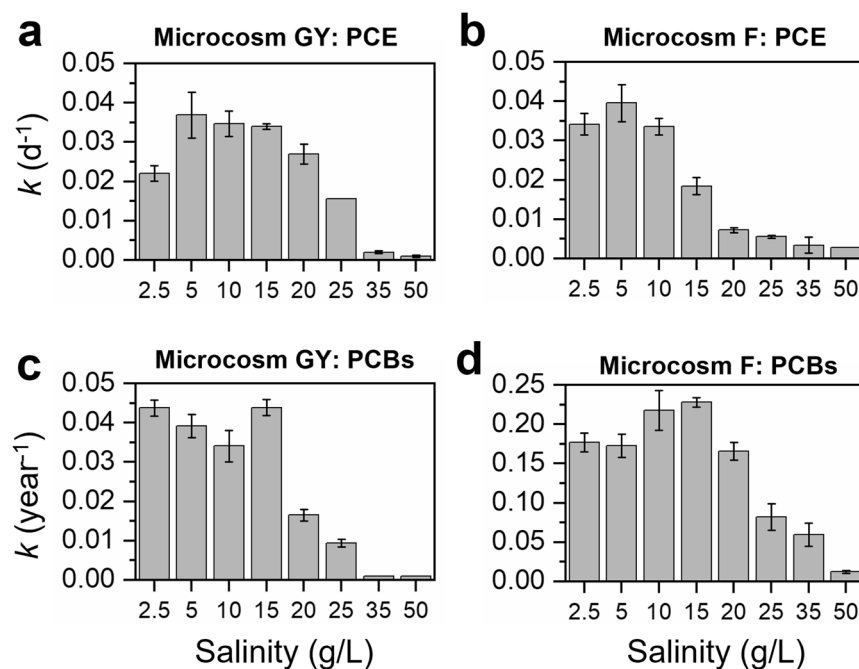 a
Microcosm GY: PCE
k (d⁻¹)
0.05
0.04
0.03
0.02
0.01
0.00
2.5 5 10 15 20 25 35 50
b
Microcosm F: PCE
0.05
0.04
0.03
0.02
0.01
0.00
2.5 5 10 15 20 25 35 50
c
Microcosm GY: PCBs
k (year⁻¹)
0.05
0.04
0.03
0.02
0.01
0.00
2.5 5 10 15 20 25 35 50
Salinity (g/L)
d
Microcosm F: PCBs
0.25
0.20
0.15
0.10
0.05
0.00
2.5 5 10 15 20 25 35 50
Salinity (g/L)